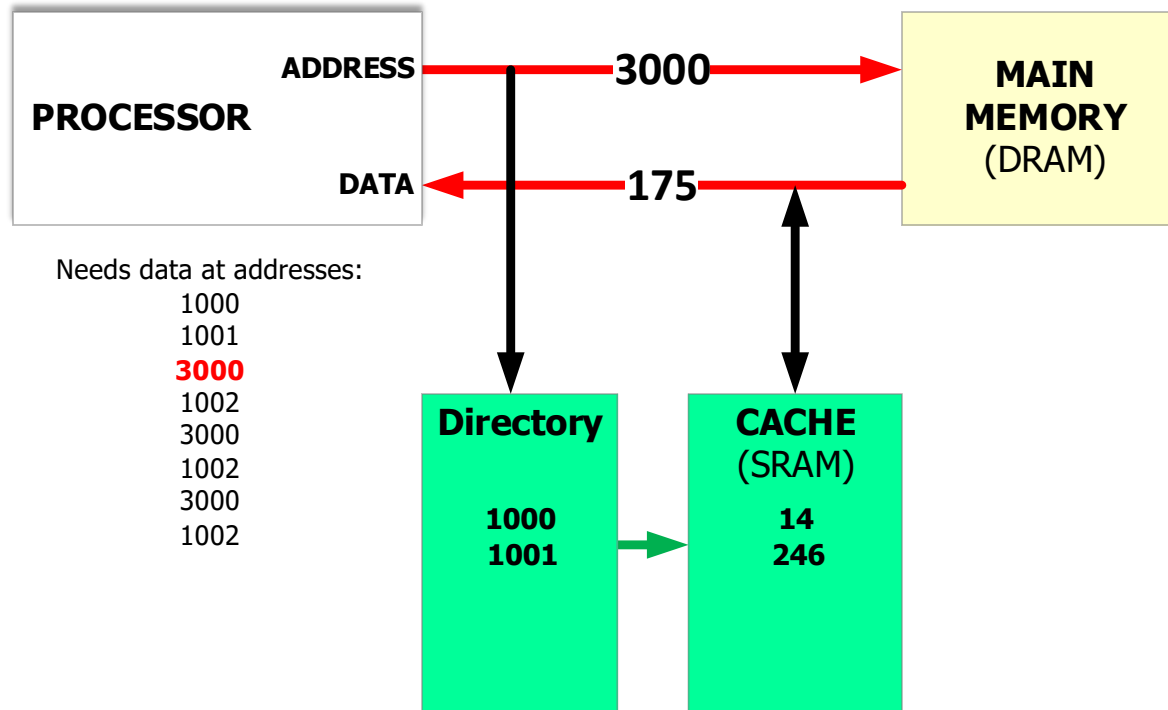 PROCESSOR
ADDRESS
DATA
3000
175
MAIN
MEMORY
(DRAM)
Needs data at addresses:
1000
1001
3000
1002
3000
1002
3000
1002
Directory
1000
1001
CACHE
(SRAM)
14
246